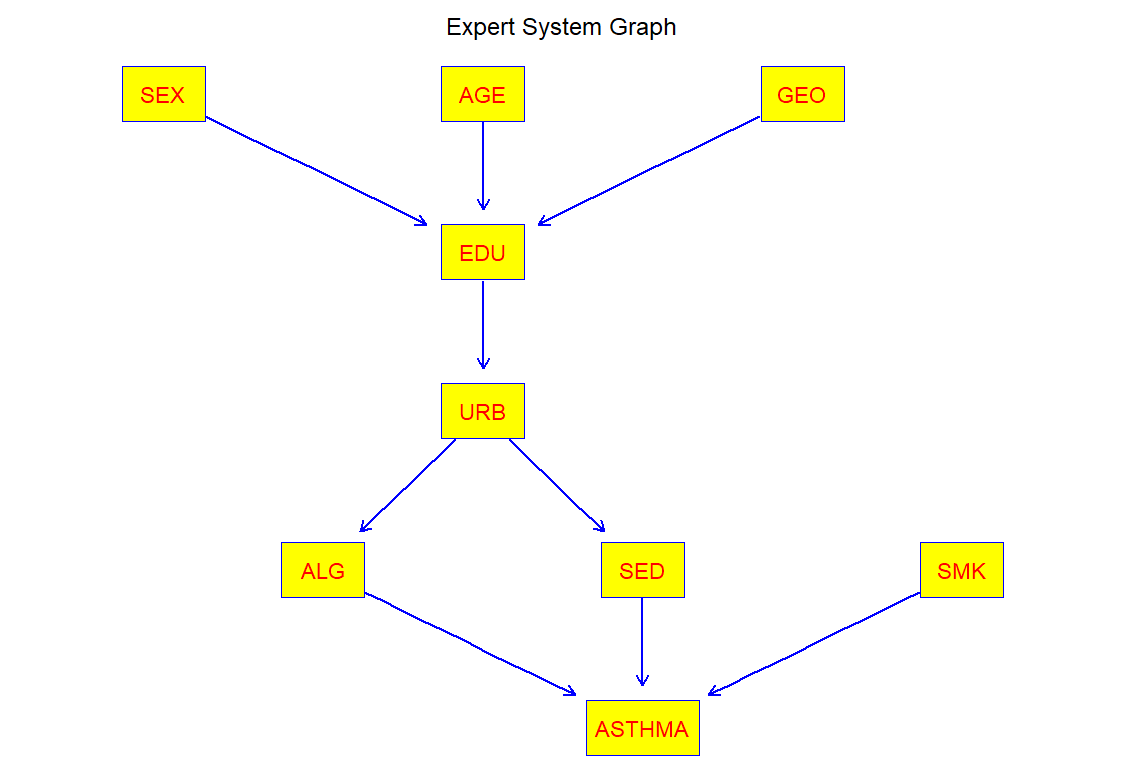 Expert System Graph
SEX
AGE
GEO
EDU
URB
ALG
SED
SMK
ASTHMA